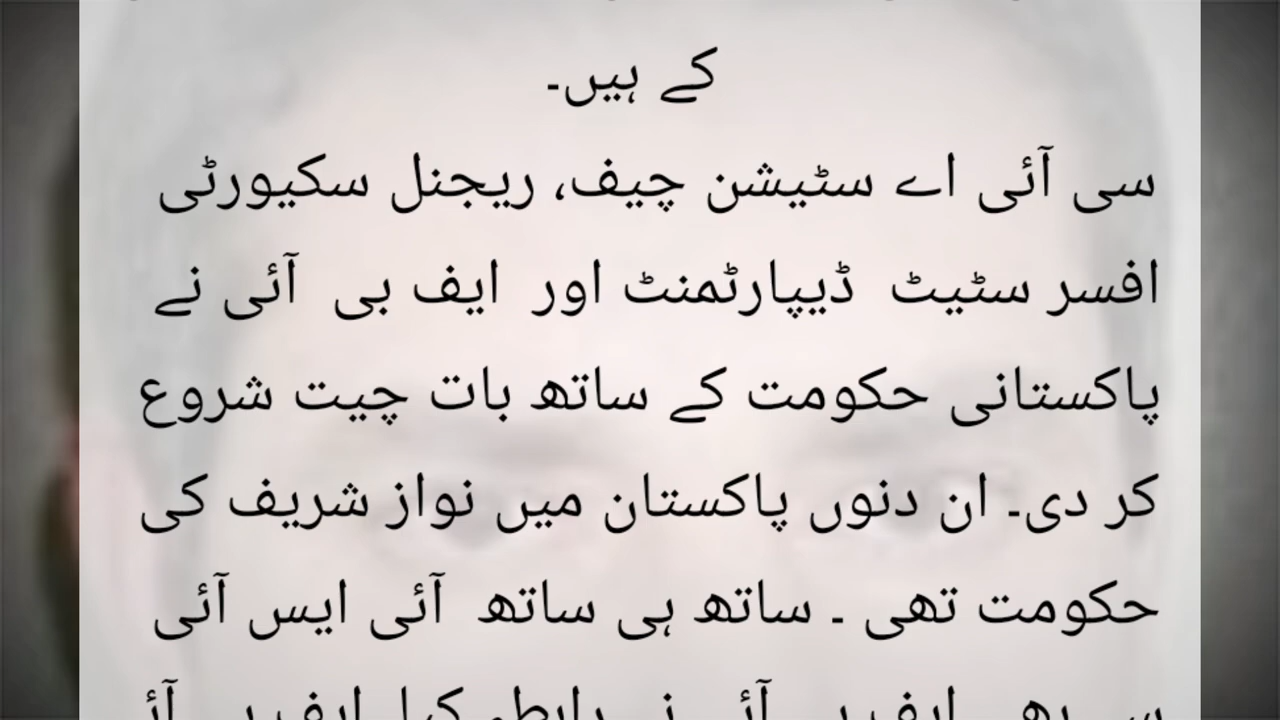 کے ہیں۔
سی آئی اے سٹیشن چیف، ریجنل سکیورٹی
افسر سٹیٹ ڈیپارٹمنٹ اور ایف بی آئی نے
پاکستانی حکومت کے ساتھ بات چیت شروع
کر دی۔ ان دنوں پاکستان میں نواز شریف کی
حکومت تھی ۔ ساتھ ہی ساتھ آئی ایس آئی